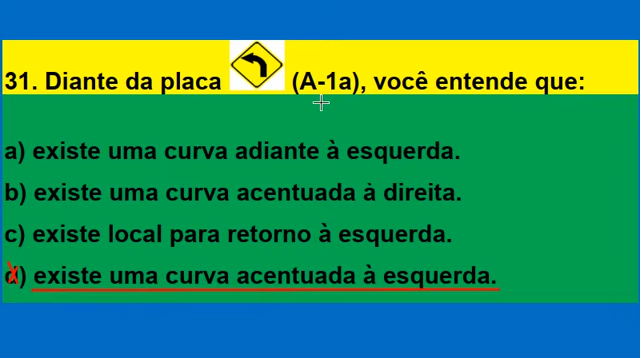 31. Diante da placa (A-1a), você entende que:
a) existe uma curva adiante à esquerda.
b) existe uma curva acentuada à direita.
c) existe local para retorno à esquerda.
d) existe uma curva acentuada à esquerda.